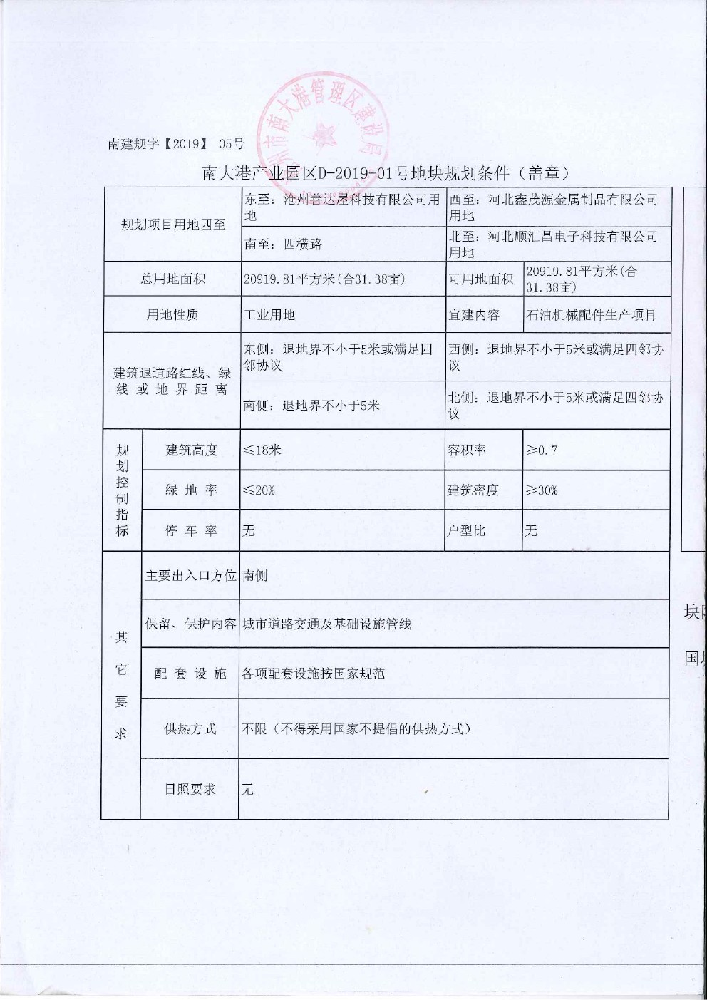 南大港管理区建设局
南建规字【2019】 05号
南大港产业园区D-2019-01号地块规划条件（盖章）
规划项目用地四至
东至：沧州善达屋科技有限公司用
地
西至：河北鑫茂源金属制品有限公司
用地
南至：四横路
北至：河北顺汇昌电子科技有限公司
用地
总用地面积
20919.81平方米(合31.38亩)
可用地面积
20919.81平方米(合
31.38亩)
用地性质
工业用地
宜建内容
石油机械配件生产项目
建筑退道路红线、绿
线或地界距离
东侧：退地界不小于5米或满足四
邻协议
西侧：退地界不小于5米或满足四邻协
议
南侧：退地界不小于5米
北侧：退地界不小于5米或满足四邻协
议
规
划
控
制
指
标
建筑高度
≤18米
容积率
≥0.7
绿地率
≤20%
建筑密度
≥30%
停车率
无
户型比
无
其
它
要
求
主要出入口方位
南侧
保留、保护内容
城市道路交通及基础设施管线
配套设施
各项配套设施按国家规范
供热方式
不限（不得采用国家不提倡的供热方式）
日照要求
无
块
国